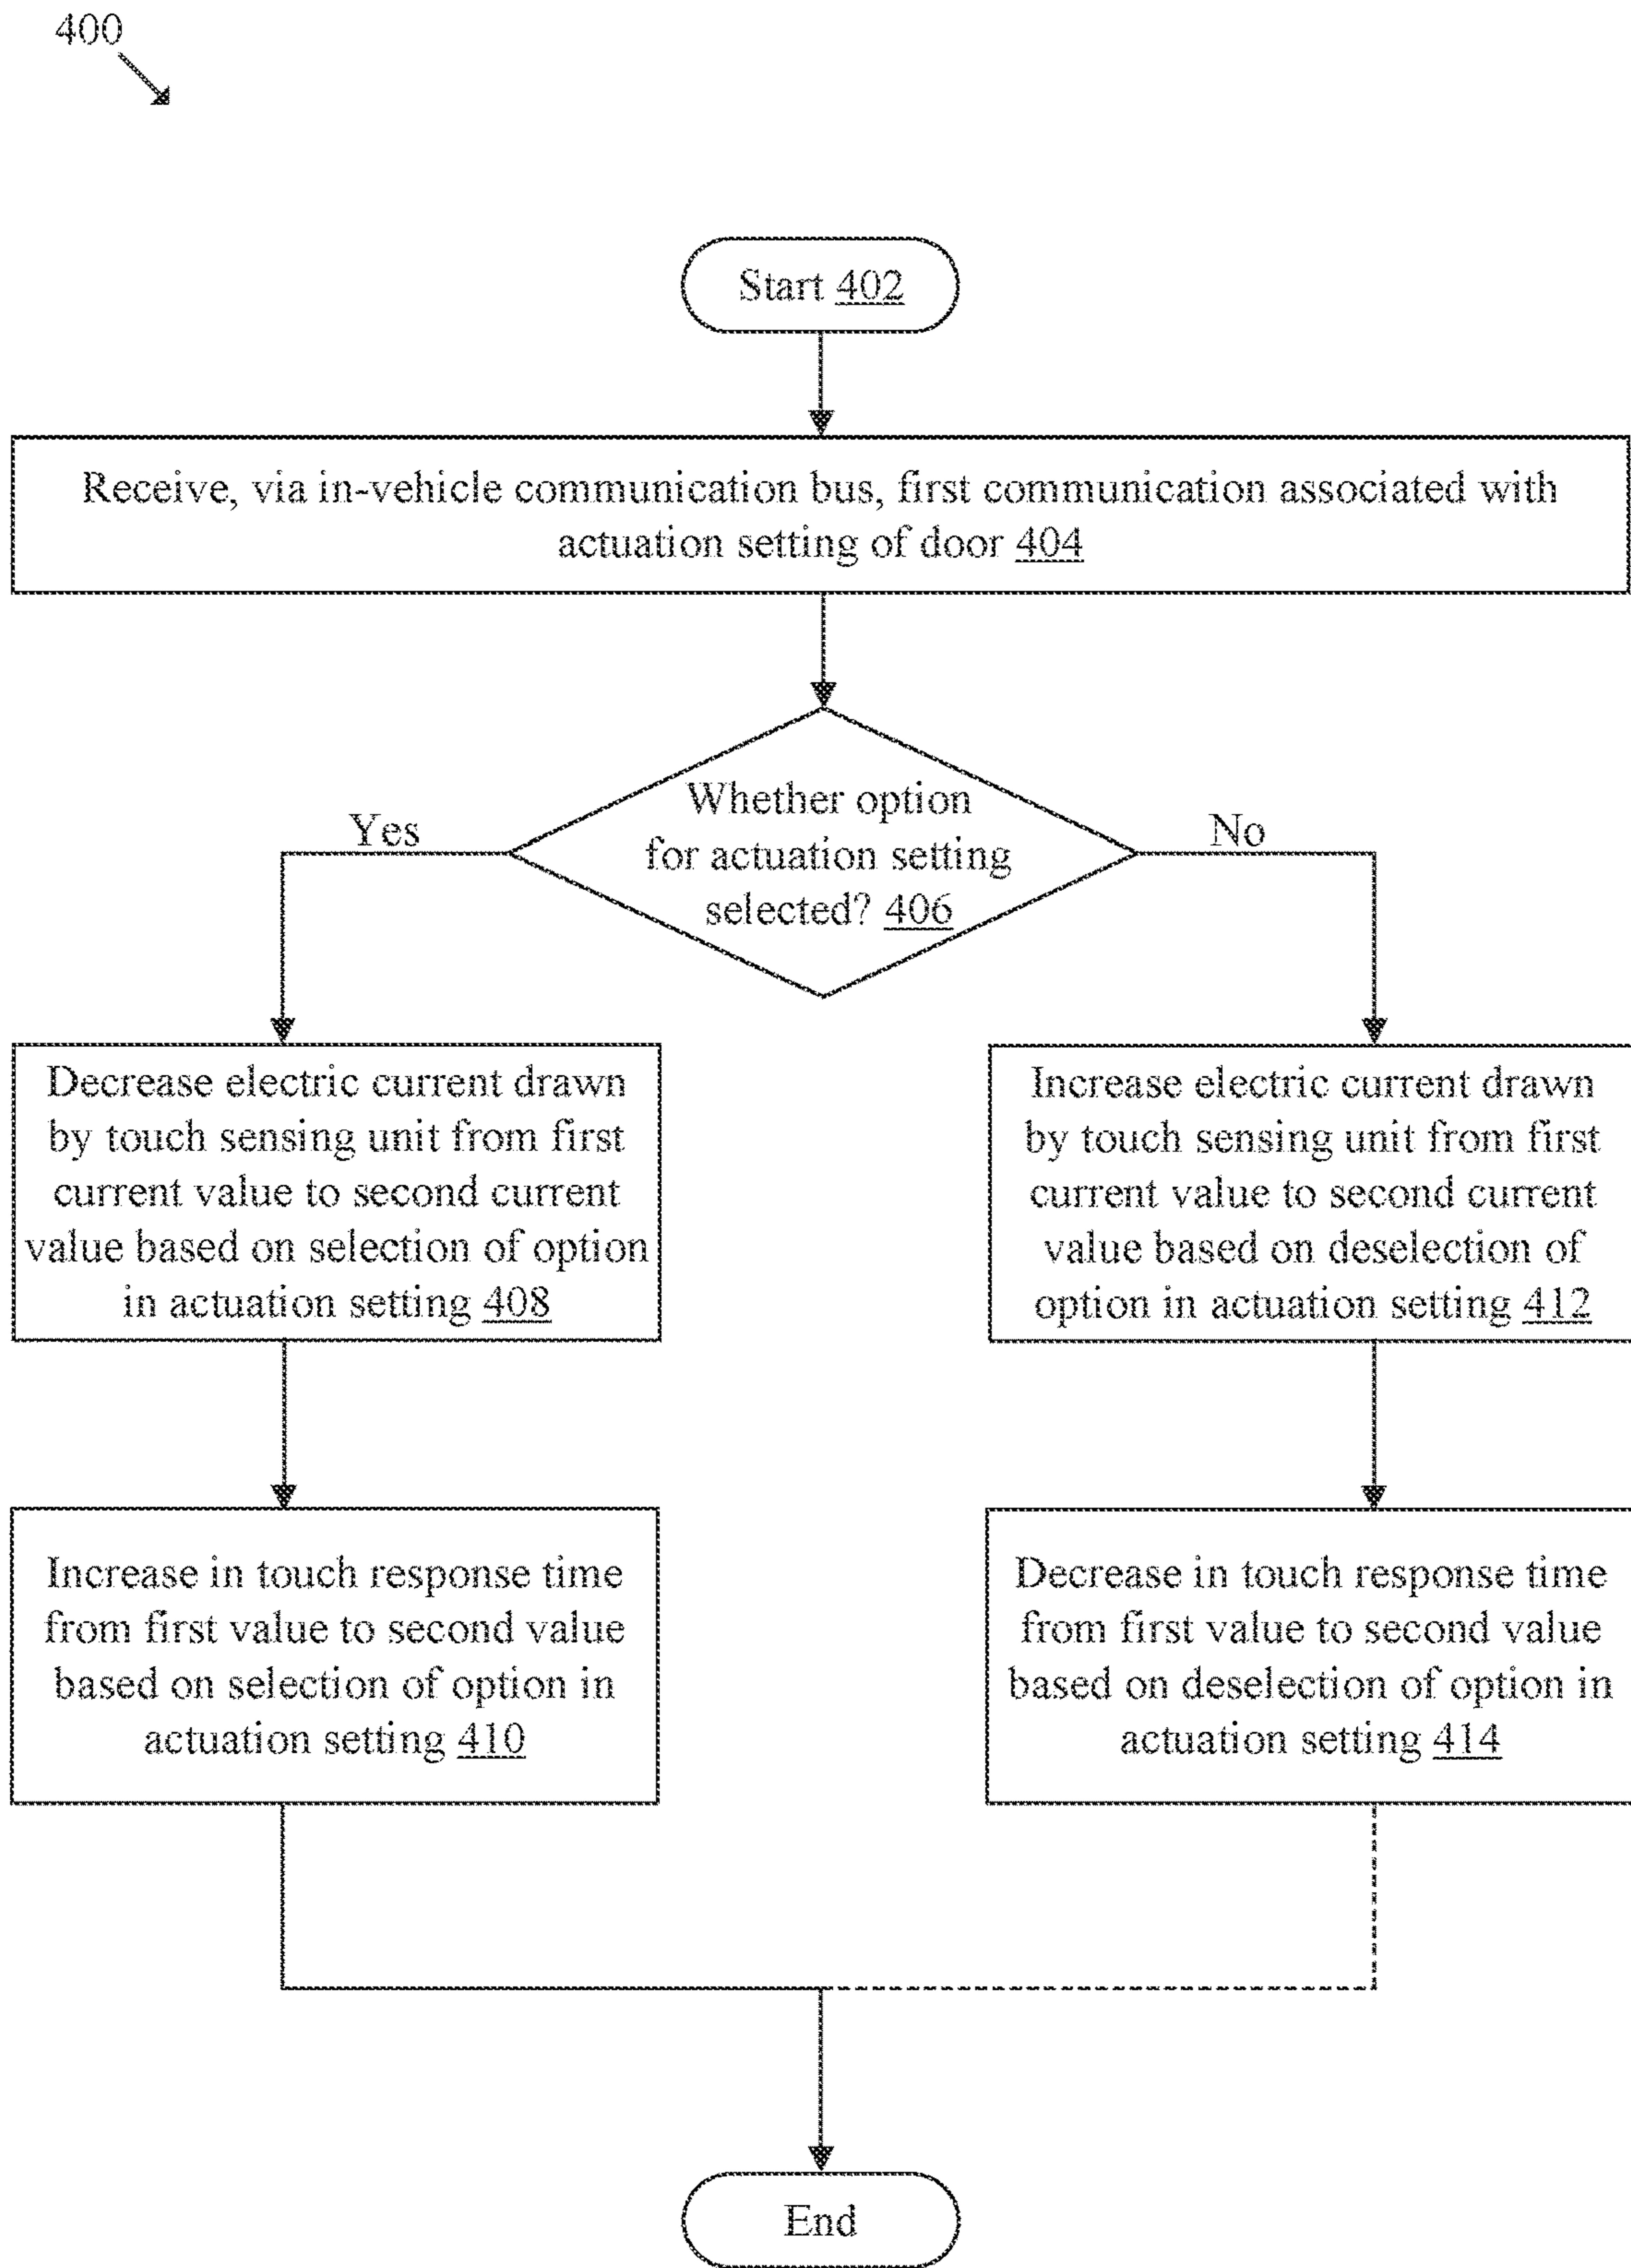 400
Start 402
Receive, via in-vehicle communication bus, first communication associated with
actuation setting of door 404
Whether option
for actuation setting
selected? 406
Yes
No
Decrease electric current drawn
by touch sensing unit from first
current value to second current
value based on selection of option
in actuation setting 408
Increase electric current drawn
by touch sensing unit from first
current value to second current
value based on deselection of
option in actuation setting 412
Increase in touch response time
from first value to second value
based on selection of option in
actuation setting 410
Decrease in touch response time
from first value to second value
based on deselection of option in
actuation setting 414
End